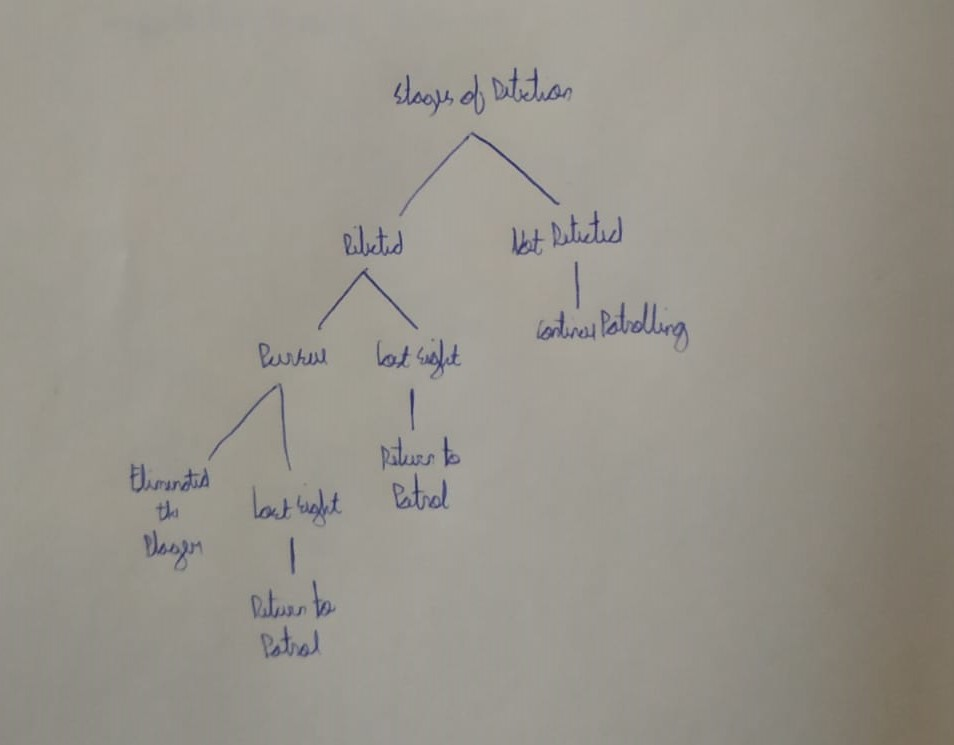 Stages of Detection
Detected
Not Detected
Continue Patrolling
Pursue
Lost Sight
Return to
Patrol
Eliminated
the
Player
Lost Sight
Return to
Patrol